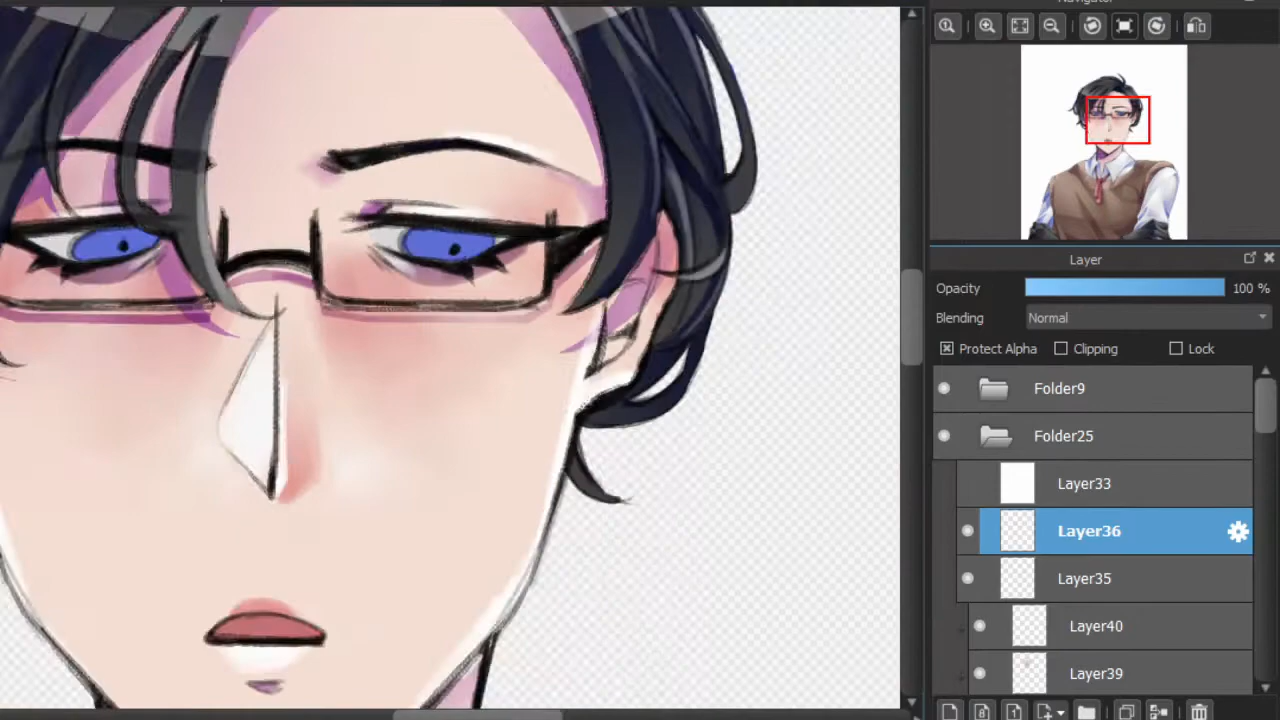 Navigator
Layer
Opacity 100 %
Blending Normal
Protect Alpha Clipping Lock
Folder9
Folder25
Layer33
Layer36
Layer35
Layer40
Layer39